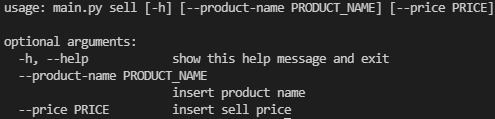 usage: main.py sell [-h] [--product-name PRODUCT_NAME] [--price PRICE]
optional arguments:
-h, --help show this help message and exit
--product-name PRODUCT_NAME
insert product name
--price PRICE insert sell price